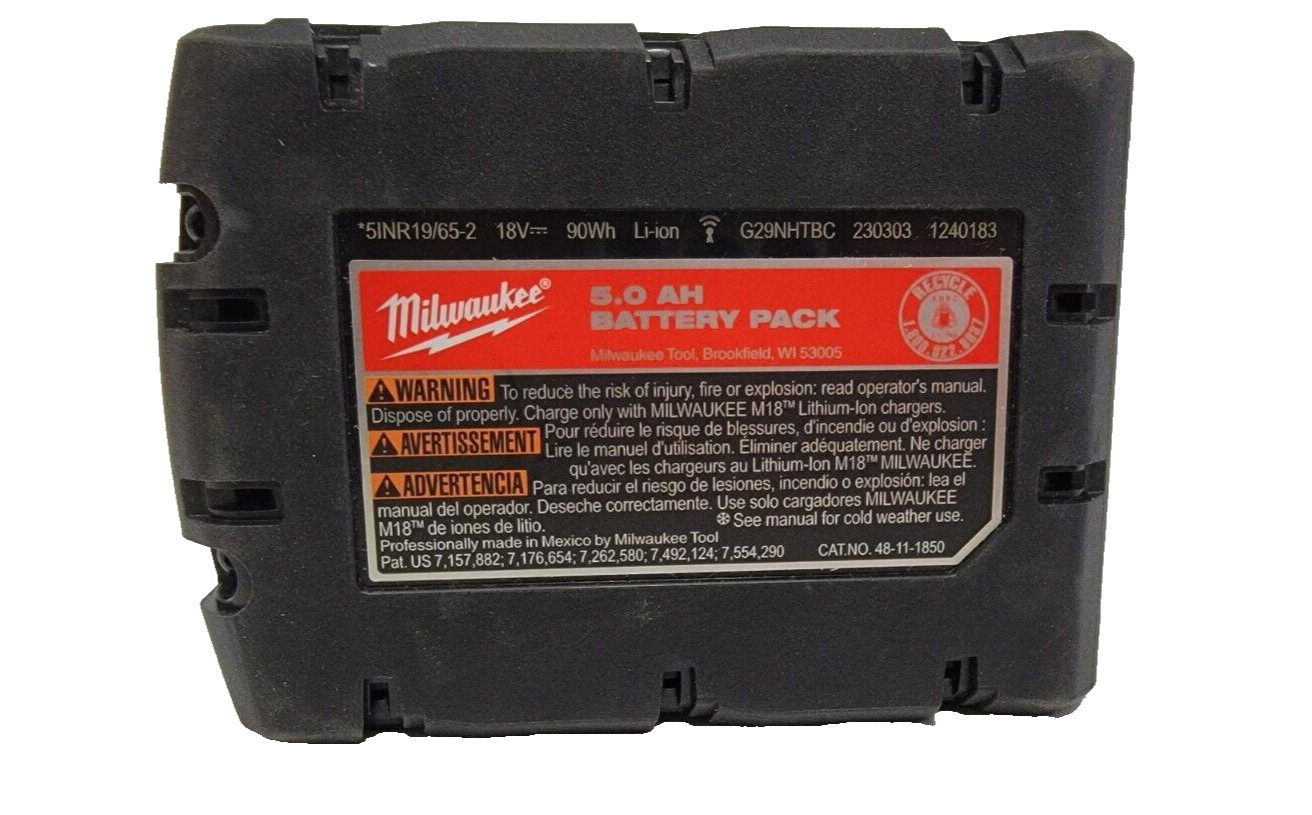 *5INR19/65-2 18V⎓ 90Wh Li-ion G29NHTBC 230303 1240183
Milwaukee®
5.0 AH
BATTERY PACK
Milwaukee Tool, Brookfield, WI 53005
RECYCLE
1.800.822.8837
⚠WARNING To reduce the risk of injury, fire or explosion: read operator's manual.
Dispose of properly. Charge only with MILWAUKEE M18™ Lithium-Ion chargers.
⚠AVERTISSEMENT Pour réduire le risque de blessures, d'incendie ou d'explosion :
Lire le manuel d'utilisation. Éliminer adéquatement. Ne charger
qu'avec les chargeurs au Lithium-Ion M18™ MILWAUKEE.
⚠ADVERTENCIA Para reducir el riesgo de lesiones, incendio o explosión: lea el
manual del operador. Deseche correctamente. Use solo cargadores MILWAUKEE
M18™ de iones de litio. ❄ See manual for cold weather use.
Professionally made in Mexico by Milwaukee Tool
Pat. US 7,157,882; 7,176,654; 7,262,580; 7,492,124; 7,554,290 CAT.NO. 48-11-1850